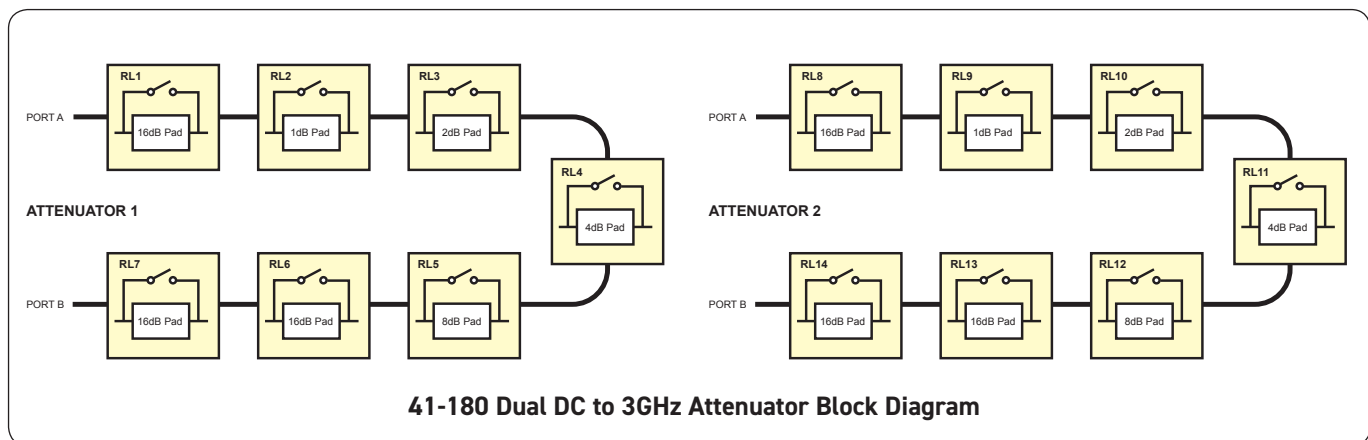 RL1
RL2
RL3
PORT A
16dB Pad
1dB Pad
2dB Pad
RL4
4dB Pad
ATTENUATOR 1
RL7
RL6
RL5
PORT B
16dB Pad
16dB Pad
8dB Pad
RL8
RL9
RL10
PORT A
16dB Pad
1dB Pad
2dB Pad
RL11
4dB Pad
ATTENUATOR 2
RL14
RL13
RL12
PORT B
16dB Pad
16dB Pad
8dB Pad
41-180 Dual DC to 3GHz Attenuator Block Diagram